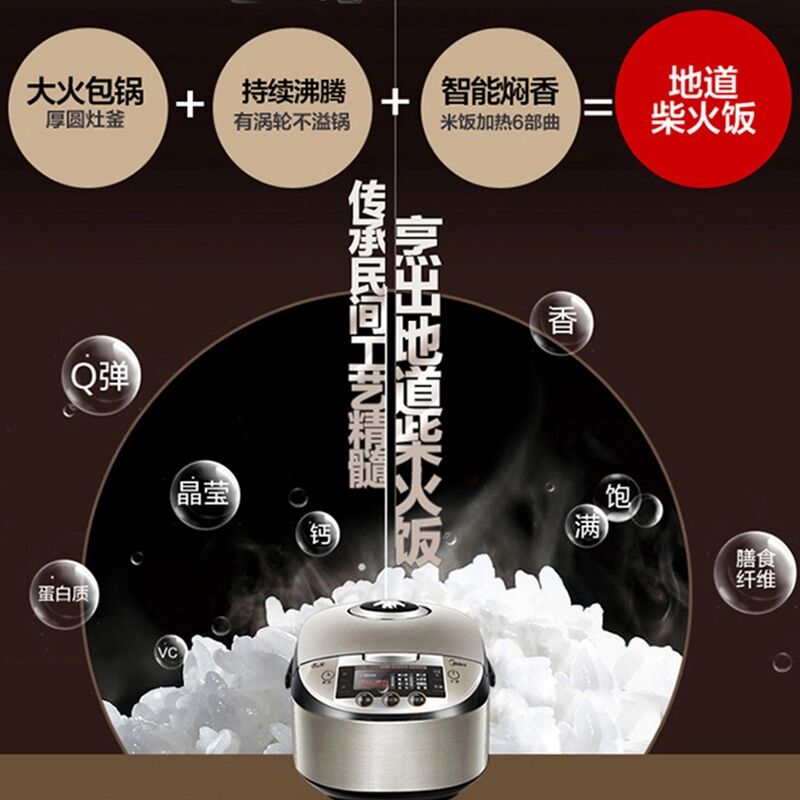 大火包锅
厚圆灶釜
+
持续沸腾
有涡轮不溢锅
+
智能焖香
米饭加热6部曲
=
地道
柴火饭
传承民间工艺精髓
烹出地道柴火饭
香
Q弹
晶莹
钙
饱
满
膳食
纤维
蛋白质
VC
Midea